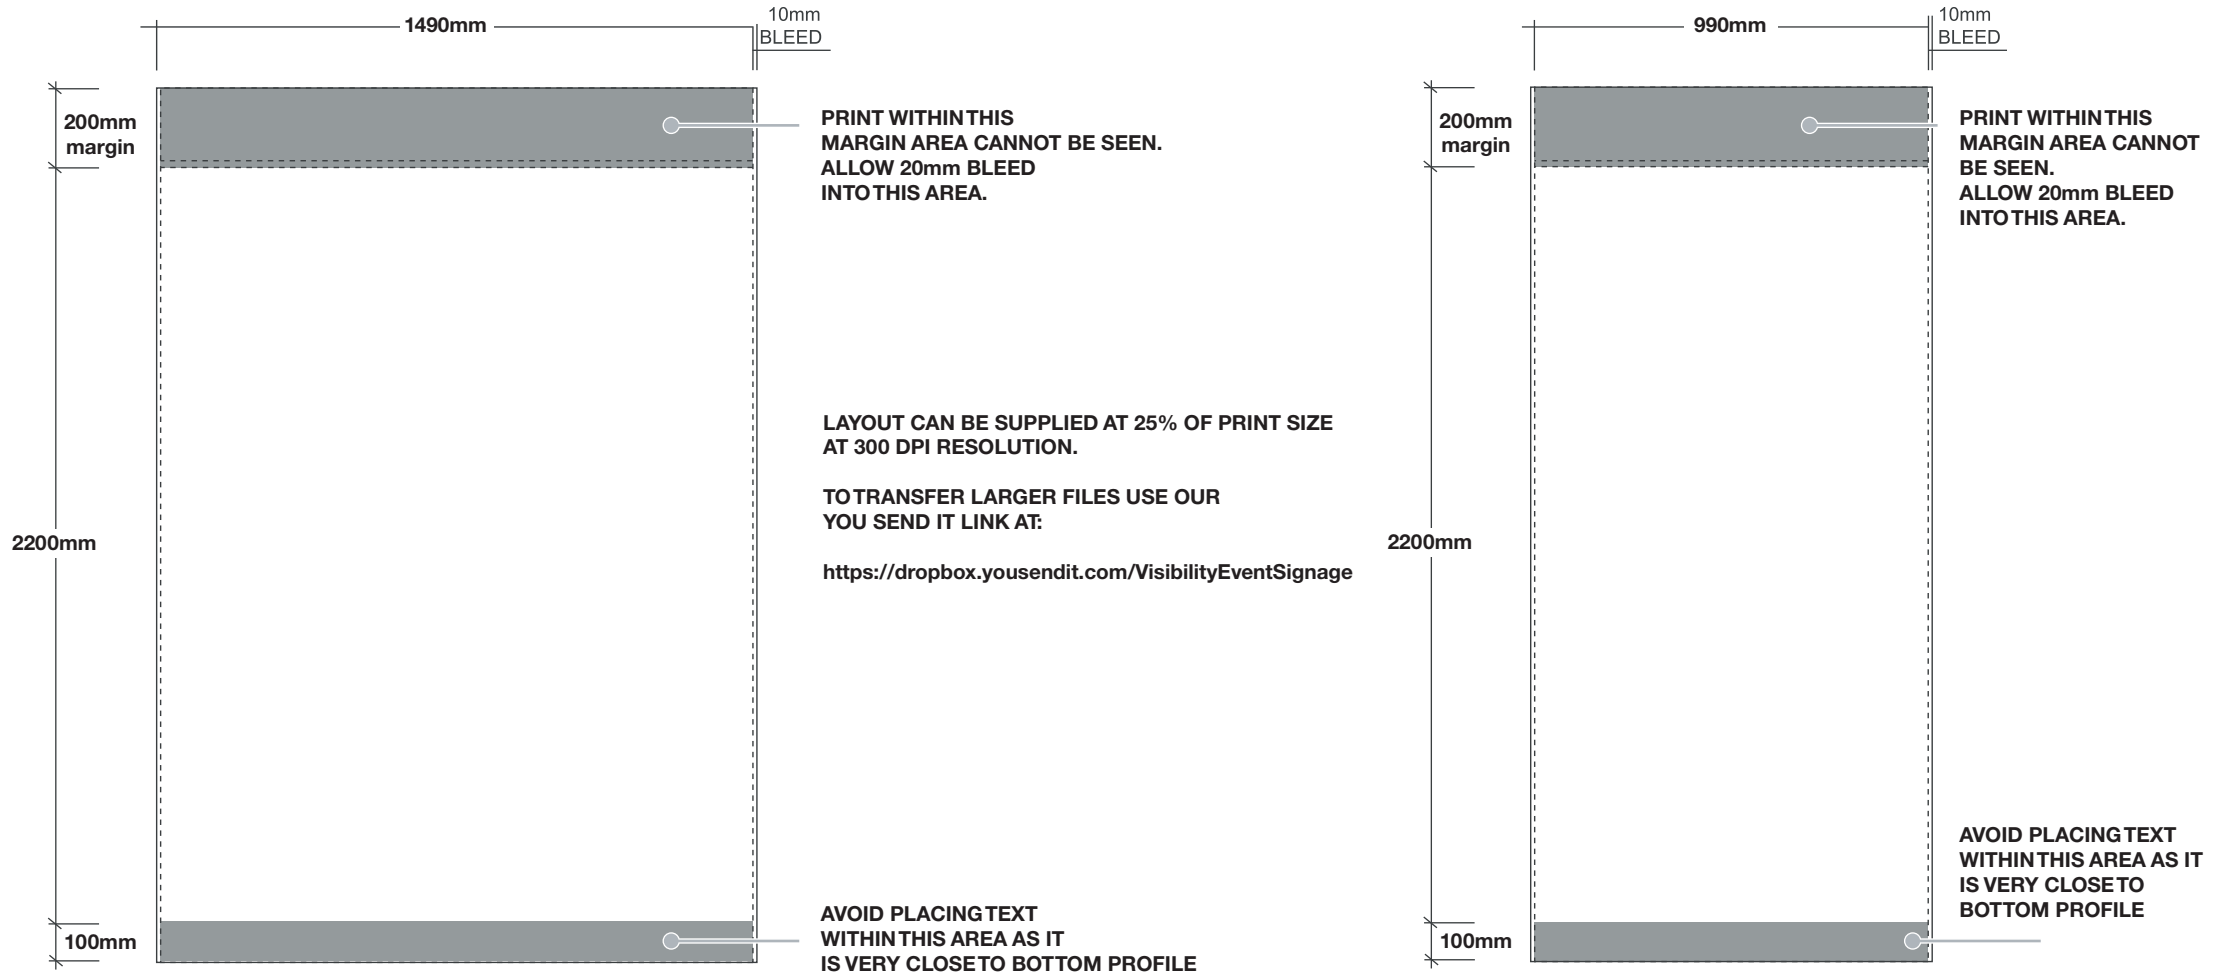 1490mm
10mm
BLEED
200mm
margin
PRINT WITHIN THIS
MARGIN AREA CANNOT BE SEEN.
ALLOW 20mm BLEED
INTO THIS AREA.
LAYOUT CAN BE SUPPLIED AT 25% OF PRINT SIZE
AT 300 DPI RESOLUTION.
TO TRANSFER LARGER FILES USE OUR
YOU SEND IT LINK AT:
https://dropbox.yousendit.com/VisibilityEventSignage
2200mm
100mm
AVOID PLACING TEXT
WITHIN THIS AREA AS IT
IS VERY CLOSE TO BOTTOM PROFILE
990mm
10mm
BLEED
200mm
margin
PRINT WITHIN THIS
MARGIN AREA CANNOT
BE SEEN.
ALLOW 20mm BLEED
INTO THIS AREA.
2200mm
AVOID PLACING TEXT
WITHIN THIS AREA AS IT
IS VERY CLOSE TO
BOTTOM PROFILE
100mm